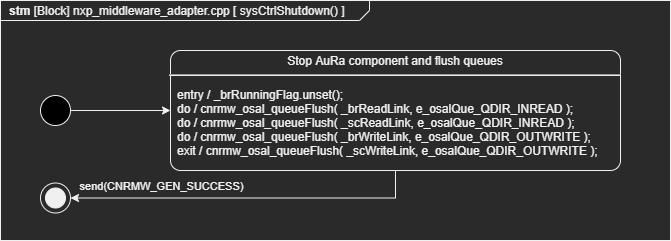 stm [Block] nxp_middleware_adapter.cpp [ sysCtrlShutdown() ]
Stop AuRa component and flush queues
entry / _brRunningFlag.unset();
do / cnrmw_osal_queueFlush( _brReadLink, e_osalQue_QDIR_INREAD );
do / cnrmw_osal_queueFlush( _scReadLink, e_osalQue_QDIR_INREAD );
do / cnrmw_osal_queueFlush( _brWriteLink, e_osalQue_QDIR_OUTWRITE );
exit / cnrmw_osal_queueFlush( _scWriteLink, e_osalQue_QDIR_OUTWRITE );
send(CNRMW_GEN_SUCCESS)